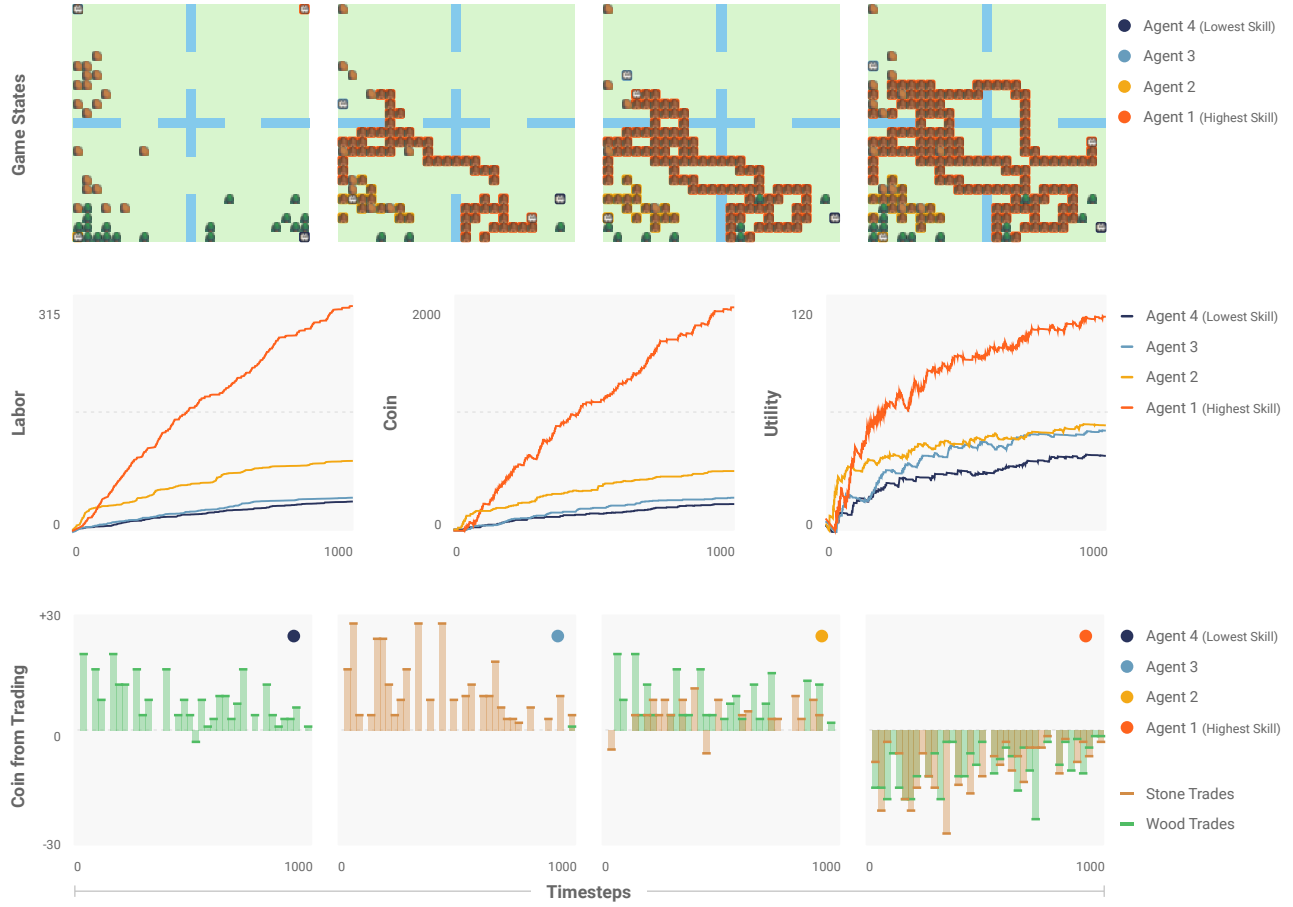 Game States
Agent 4 (Lowest Skill)
Agent 3
Agent 2
Agent 1 (Highest Skill)
Labor
315
0
0
1000
Coin
2000
0
0
1000
Utility
120
0
0
1000
Agent 4 (Lowest Skill)
Agent 3
Agent 2
Agent 1 (Highest Skill)
Coin from Trading
+30
0
-30
0
1000
0
1000
0
1000
0
1000
Agent 4 (Lowest Skill)
Agent 3
Agent 2
Agent 1 (Highest Skill)
Stone Trades
Wood Trades
Timesteps